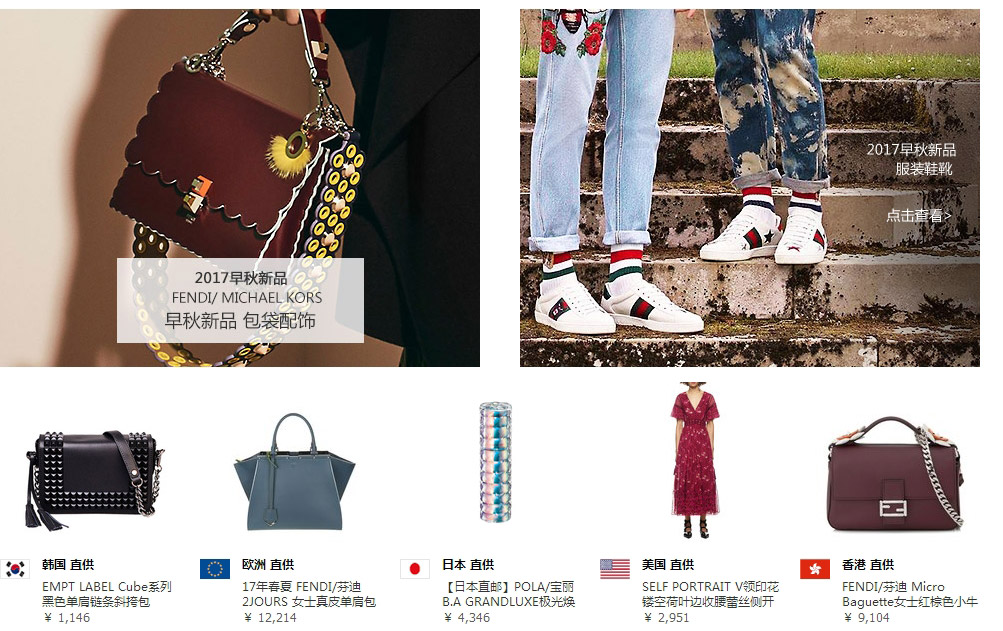 2017早秋新品
FENDI/ MICHAEL KORS
早秋新品 包袋配饰
2017早秋新品
服装鞋靴
点击查看>
韩国 直供
EMPT LABEL Cube系列
黑色单肩链条斜挎包
¥ 1,146
欧洲 直供
17年春夏 FENDI/芬迪
2JOURS 女士真皮单肩包
¥ 12,214
日本 直供
【日本直邮】POLA/宝丽
B.A GRANDLUXE极光焕
¥ 4,346
美国 直供
SELF PORTRAIT V领印花
镂空荷叶边收腰蕾丝侧开
¥ 2,951
香港 直供
FENDI/芬迪 Micro
Baguette女士红棕色小牛
¥ 9,104